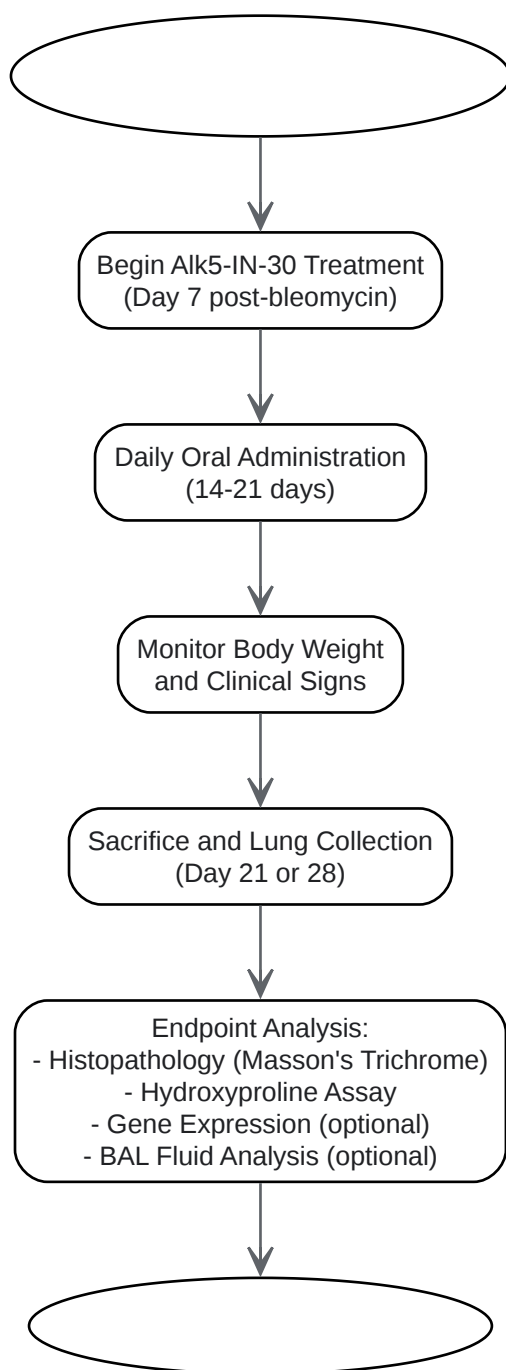 Begin Alk5-IN-30 Treatment
(Day 7 post-bleomycin)
Daily Oral Administration
(14-21 days)
Monitor Body Weight
and Clinical Signs
Sacrifice and Lung Collection
(Day 21 or 28)
Endpoint Analysis:
- Histopathology (Masson's Trichrome)
- Hydroxyproline Assay
- Gene Expression (optional)
- BAL Fluid Analysis (optional)